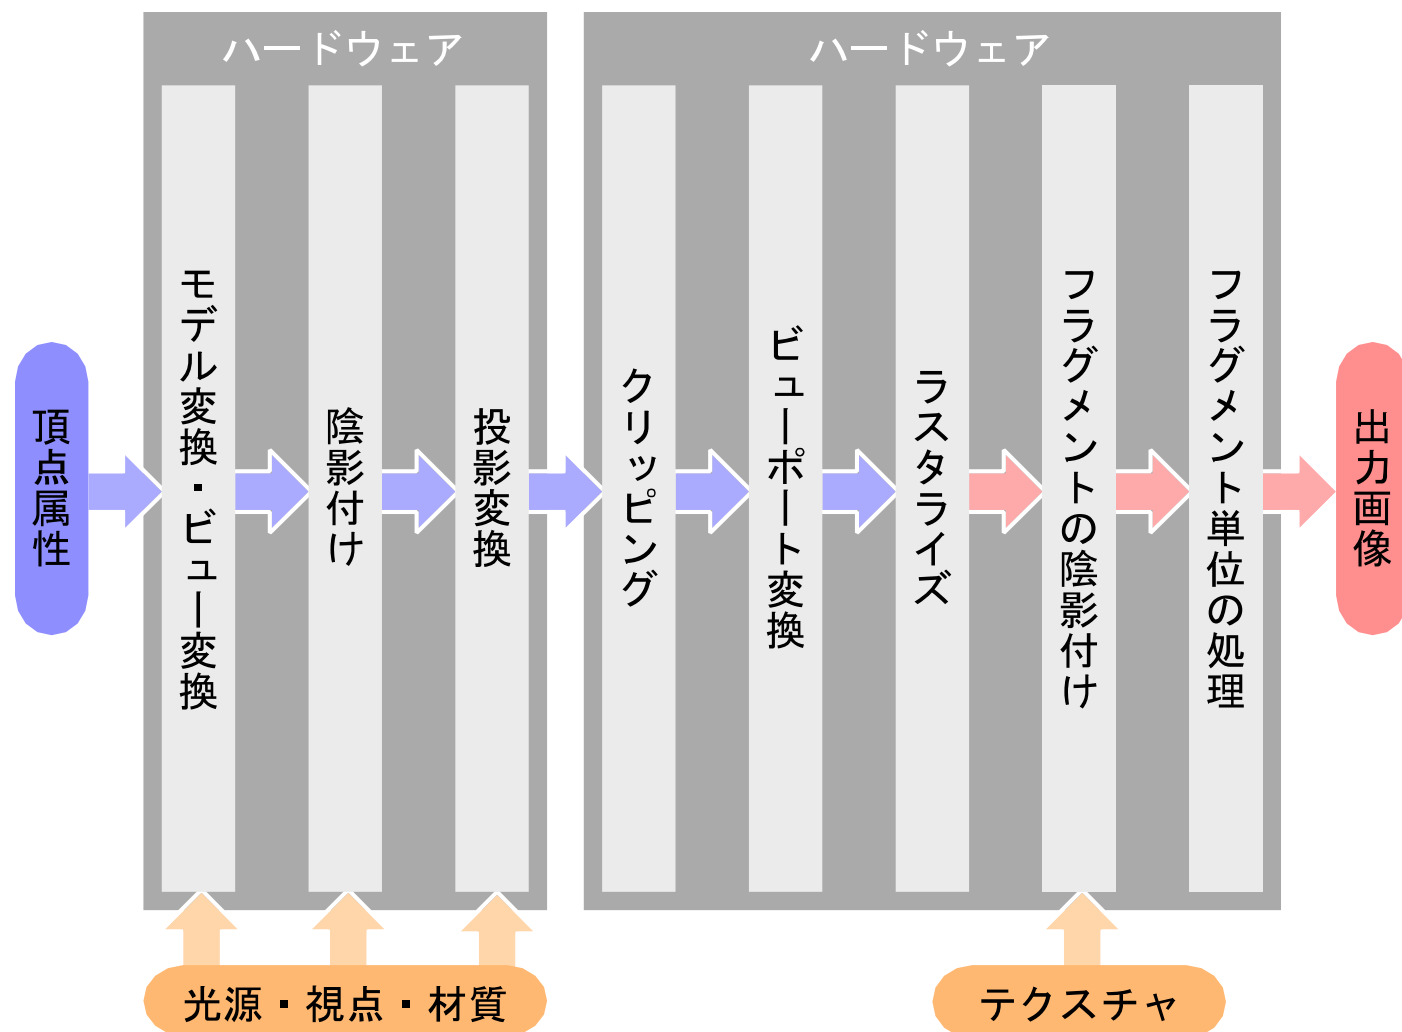 ハードウェア
ハードウェア
頂点属性
モデル変換・ビュー変換
陰影付け
投影変換
クリッピング
ビューポート変換
ラスタライズ
フラグメントの陰影付け
フラグメント単位の処理
出力画像
光源・視点・材質
テクスチャ